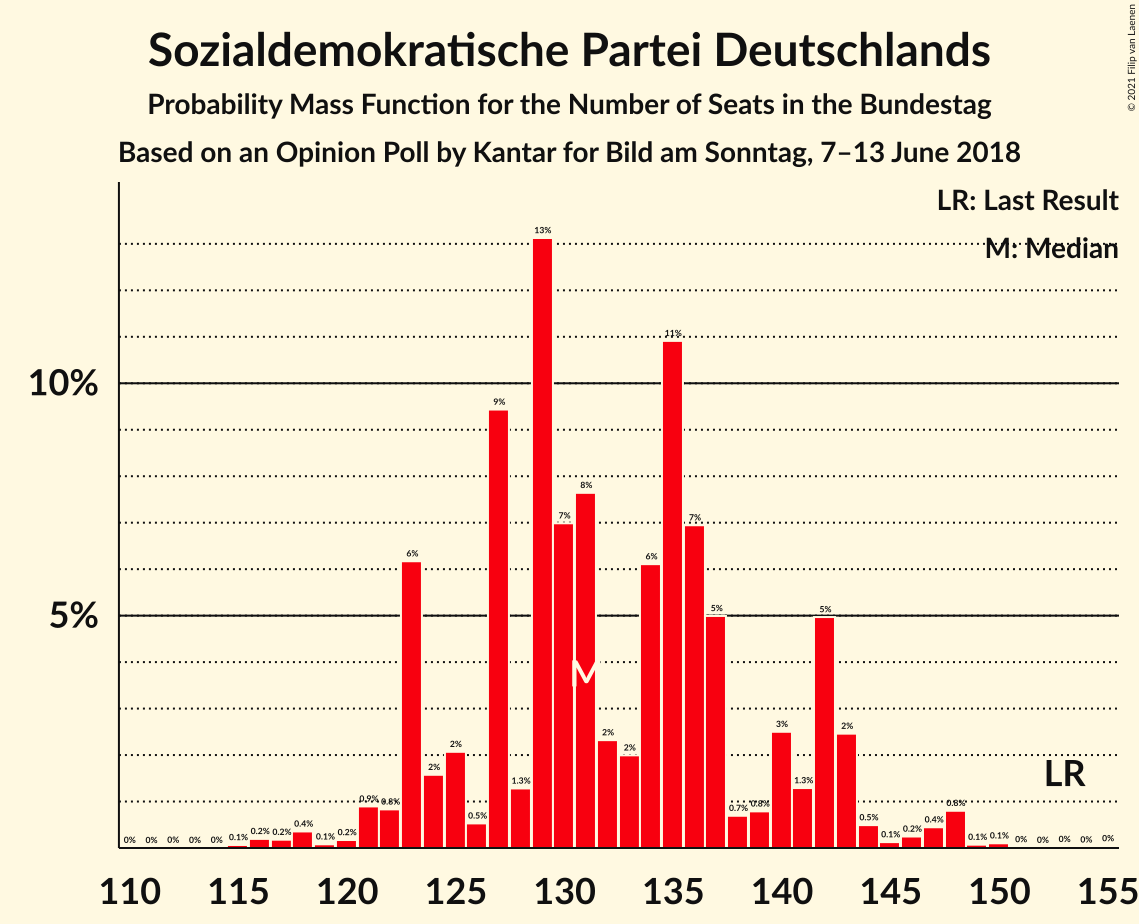 © 2021 Filip van Laenen
Sozialdemokratische Partei Deutschlands
Probability Mass Function for the Number of Seats in the Bundestag
Based on an Opinion Poll by Kantar for Bild am Sonntag, 7–13 June 2018
LR: Last Result
M: Median
10%
5%
0% 0% 0% 0% 0% 0.1% 0.2% 0.2% 0.4% 0.1% 0.2% 0.9% 0.8% 6% 2% 2% 0.5% 9% 1.3% 13% 7% 8% 2% 2% 6% 11% 7% 5% 0.7% 0.8% 3% 1.3% 5% 2% 0.5% 0.1% 0.2% 0.4% 0.8% 0.1% 0.1% 0% 0% 0% 0% 0%
M
LR
110 115 120 125 130 135 140 145 150 155